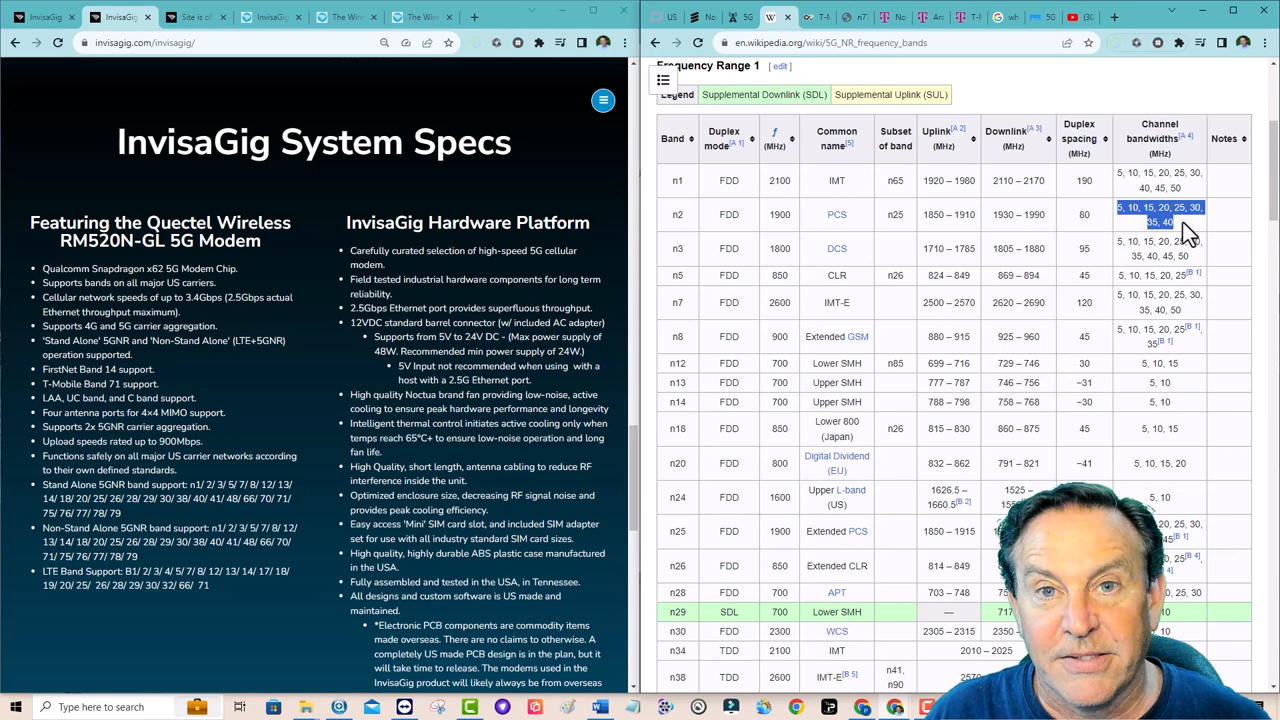 InvisaGig
InvisaGig
Site is of
InvisaGig
The Wire
The Wire
invisagig.com/invisagig/
InvisaGig System Specs
Featuring the Quectel Wireless
RM520N-GL 5G Modem
Qualcomm Snapdragon x62 5G Modem Chip.
Supports bands on all major US carriers.
Cellular network speeds of up to 3.4Gbps (2.5Gbps actual
Ethernet throughput maximum).
Supports 4G and 5G carrier aggregation.
'Stand Alone' 5GNR and 'Non-Stand Alone' (LTE+5GNR)
operation supported.
FirstNet Band 14 support.
T-Mobile Band 71 support.
LAA, UC band, and C band support.
Four antenna ports for 4×4 MIMO support.
Supports 2x 5GNR carrier aggregation.
Upload speeds rated up to 900Mbps.
Functions safely on all major US carrier networks according
to their own defined standards.
Stand Alone 5GNR band support: n1/ 2/ 3/ 5/ 7/ 8/ 12/ 13/
14/ 18/ 20/ 25/ 26/ 28/ 29/ 30/ 38/ 40/ 41/ 48/ 66/ 70/ 71/
75/ 76/ 77/ 78/ 79
Non-Stand Alone 5GNR band support: n1/ 2/ 3/ 5/ 7/ 8/ 12/
13/ 14/ 18/ 20/ 25/ 26/ 28/ 29/ 30/ 38/ 40/ 41/ 48/ 66/ 70/
71/ 75/ 76/ 77/ 78/ 79
LTE Band Support: B1/ 2/ 3/ 4/ 5/ 7/ 8/ 12/ 13/ 14/ 17/ 18/
19/ 20/ 25/ 26/ 28/ 29/ 30/ 32/ 66/ 71
InvisaGig Hardware Platform
Carefully curated selection of high-speed 5G cellular
modem.
Field tested industrial hardware components for long term
reliability.
2.5Gbps Ethernet port provides superfluous throughput.
12VDC standard barrel connector (w/ included AC adapter)
Supports from 5V to 24V DC - (Max power supply of
48W. Recommended min power supply of 24W.)
5V Input not recommended when using with a
host with a 2.5G Ethernet port.
High quality Noctua brand fan providing low-noise, active
cooling to ensure peak hardware performance and longevity
Intelligent thermal control initiates active cooling only when
temps reach 65°C+ to ensure low-noise operation and long
fan life.
High Quality, short length, antenna cabling to reduce RF
interference inside the unit.
Optimized enclosure size, decreasing RF signal noise and
provides peak cooling efficiency.
Easy access 'Mini' SIM card slot, and included SIM adapter
set for use with all industry standard SIM card sizes.
High quality, highly durable ABS plastic case manufactured
in the USA.
Fully assembled and tested in the USA, in Tennessee.
All designs and custom software is US made and
maintained.
*Electronic PCB components are commodity items
made overseas. There are no claims to otherwise. A
completely US made PCB design is in the plan, but it
will take time to release. The modems used in the
InvisaGig product will likely always be from overseas
US
No
5G
W
T-M
n7
No
Arc
T-M
wh
5G
(30)
en.wikipedia.org/wiki/5G_NR_frequency_bands
Frequency Range 1 [ edit ]
Legend Supplemental Downlink (SDL) Supplemental Uplink (SUL)
Band Duplex mode[A 1] ƒ (MHz) Common name[5] Subset of band Uplink[A 2] (MHz) Downlink[A 3] (MHz) Duplex spacing (MHz) Channel bandwidths[A 4] (MHz) Notes
n1 FDD 2100 IMT n65 1920 – 1980 2110 – 2170 190 5, 10, 15, 20, 25, 30,
40, 45, 50
n2 FDD 1900 PCS n25 1850 – 1910 1930 – 1990 80 5, 10, 15, 20, 25, 30,
35, 40
n3 FDD 1800 DCS 1710 – 1785 1805 – 1880 95 5, 10, 15, 20, 25
35, 40, 45, 50
n5 FDD 850 CLR n26 824 – 849 869 – 894 45 5, 10, 15, 20, 25[B 1]
n7 FDD 2600 IMT-E 2500 – 2570 2620 – 2690 120 5, 10, 15, 20, 25, 30,
35, 40, 50
n8 FDD 900 Extended GSM 880 – 915 925 – 960 45 5, 10, 15, 20, 25[B 1],
35[B 1]
n12 FDD 700 Lower SMH n85 699 – 716 729 – 746 30 5, 10, 15
n13 FDD 700 Upper SMH 777 – 787 746 – 756 −31 5, 10
n14 FDD 700 Upper SMH 788 – 798 758 – 768 −30 5, 10
n18 FDD 850 Lower 800 (Japan) n26 815 – 830 860 – 875 45 5, 10, 15
n20 FDD 800 Digital Dividend (EU) 832 – 862 791 – 821 −41 5, 10, 15, 20
n24 FDD 1600 Upper L-band (US) 1626.5 – 1660.5[B 2] 1525 – 5, 10
n25 FDD 1900 Extended PCS 1850 – 1915 25, 30,
[B 1]
n26 FDD 850 Extended CLR 814 – 849 [B 4]
n28 FDD 700 APT 703 – 748
n29 SDL 700 Lower SMH — 10
n30 FDD 2300 WCS 2305 – 2315 2350
n34 TDD 2100 IMT 2010 – 2025
n38 TDD 2600 IMT-E[B 5] n41, n90 2570
Type here to search